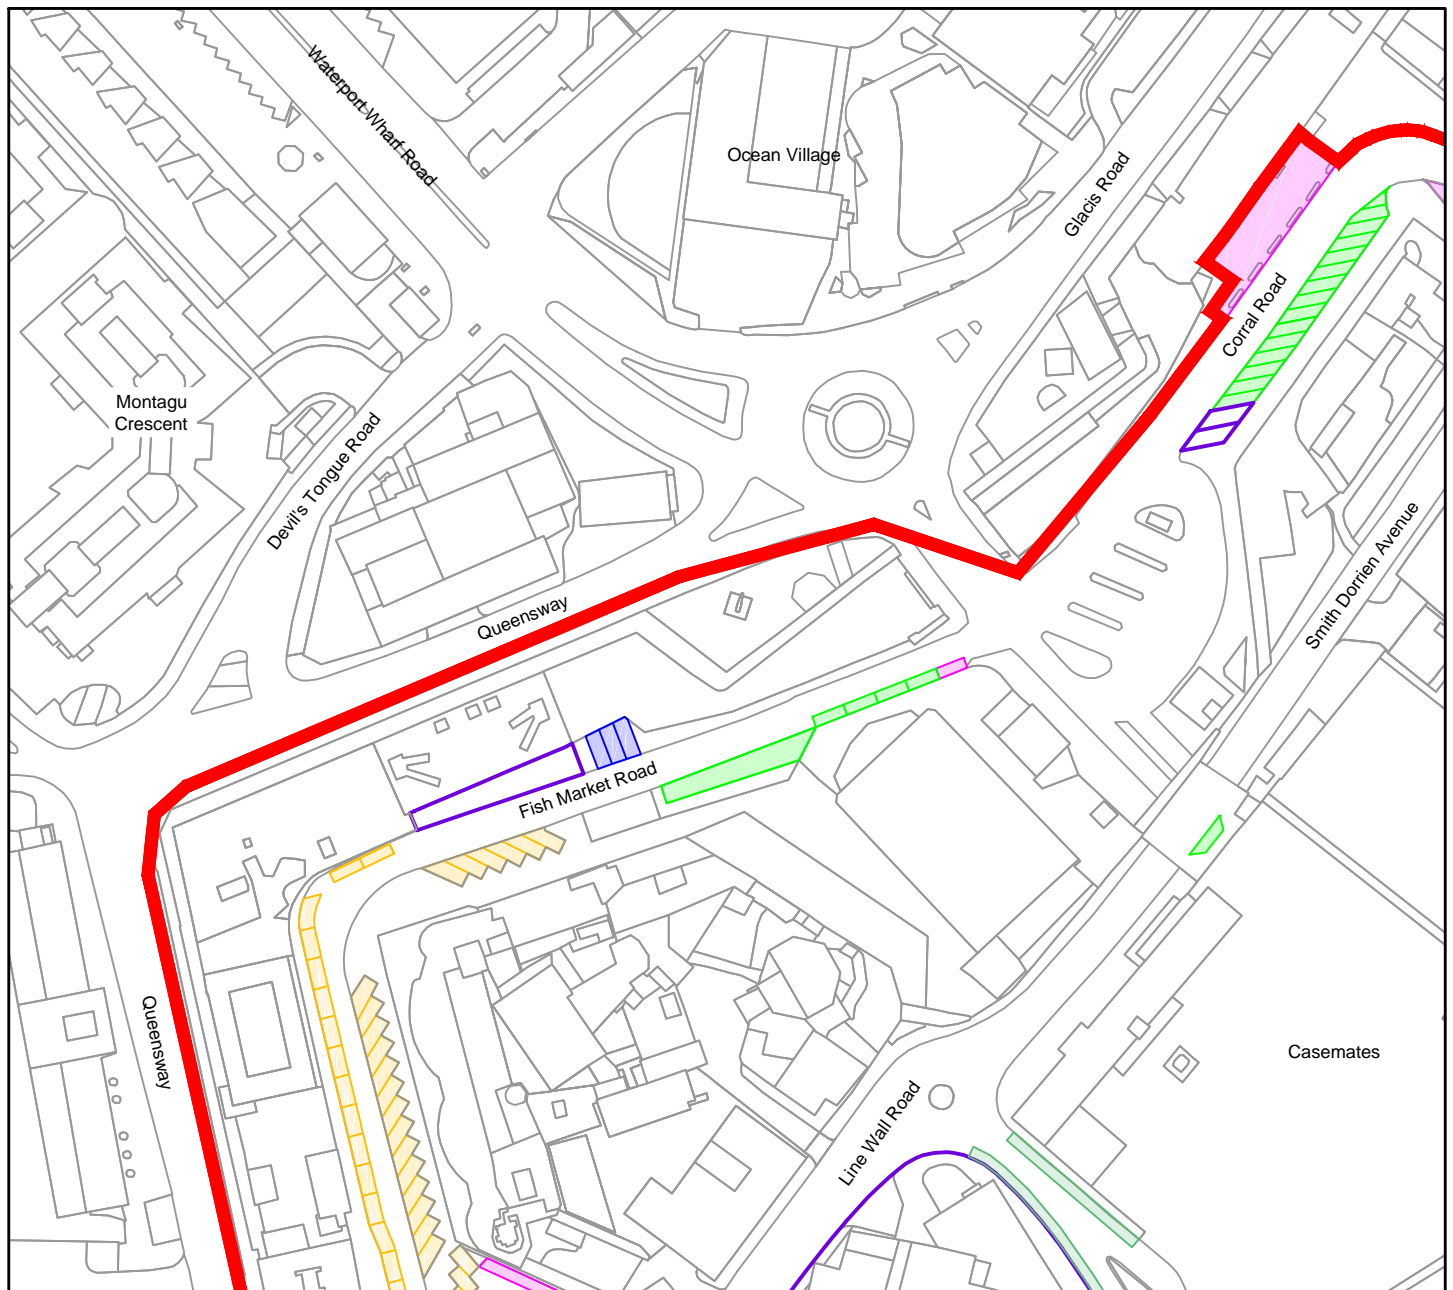 Waterport Wharf Road
Ocean Village
Glacis Road
Corral Road
Montagu
Crescent
Devil's Tongue Road
Queensway
Smith Dorrien Avenue
Fish Market Road
Queensway
Casemates
Line Wall Road